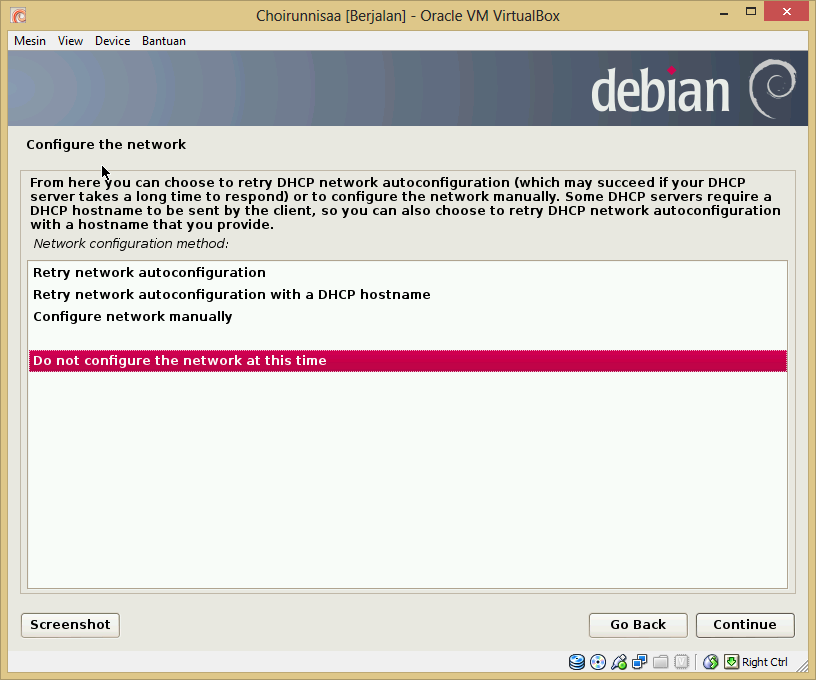 Choirunnisaa [Berjalan] - Oracle VM VirtualBox
Mesin View Device Bantuan
debian
Configure the network
From here you can choose to retry DHCP network autoconfiguration (which may succeed if your DHCP
server takes a long time to respond) or to configure the network manually. Some DHCP servers require a
DHCP hostname to be sent by the client, so you can also choose to retry DHCP network autoconfiguration
with a hostname that you provide.
Network configuration method:
Retry network autoconfiguration
Retry network autoconfiguration with a DHCP hostname
Configure network manually
Do not configure the network at this time
Screenshot Go Back Continue
Right Ctrl